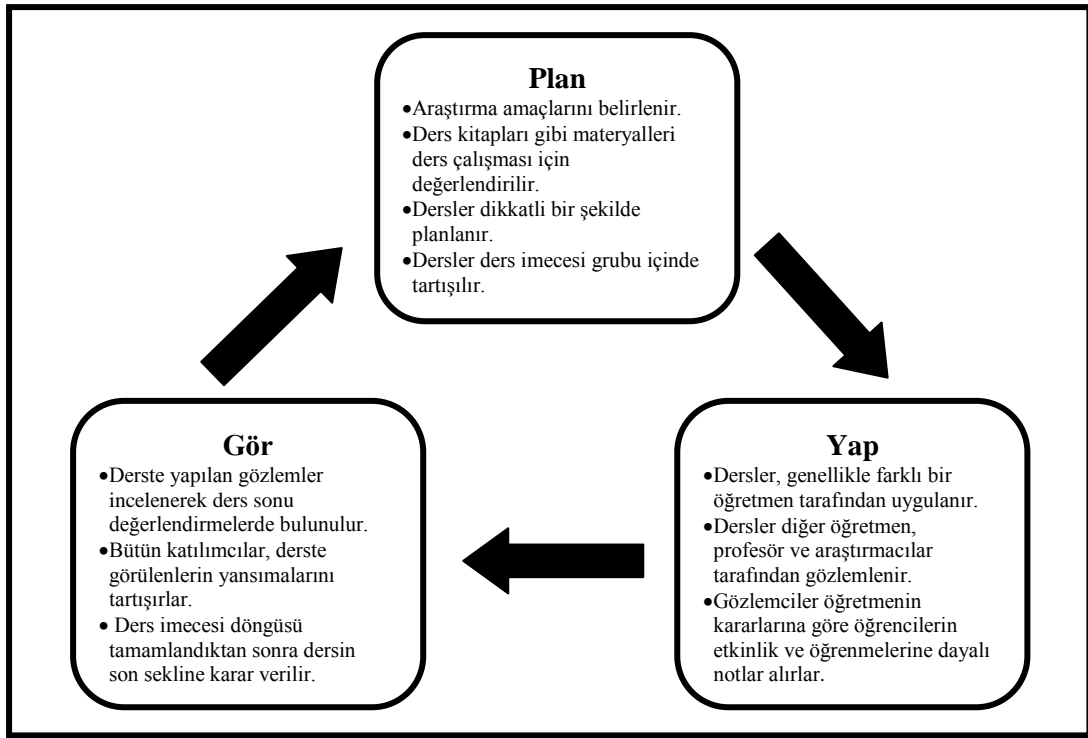 Plan
•Araştırma amaçlarını belirlenir.
•Ders kitapları gibi materyalleri
ders çalışması için
değerlendirilir.
•Dersler dikkatli bir şekilde
planlanır.
•Dersler ders imecesi grubu içinde
tartışılır.
Yap
•Dersler, genellikle farklı bir
öğretmen tarafından uygulanır.
•Dersler diğer öğretmen,
profesör ve araştırmacılar
tarafından gözlemlenir.
•Gözlemciler öğretmenin
kararlarına göre öğrencilerin
etkinlik ve öğrenmelerine dayalı
notlar alırlar.
Gör
•Derste yapılan gözlemler
incelenerek ders sonu
değerlendirmelerde bulunulur.
•Bütün katılımcılar, derste
görülenlerin yansımalarını
tartışırlar.
• Ders imecesi döngüsü
tamamlandıktan sonra dersin
son sekline karar verilir.